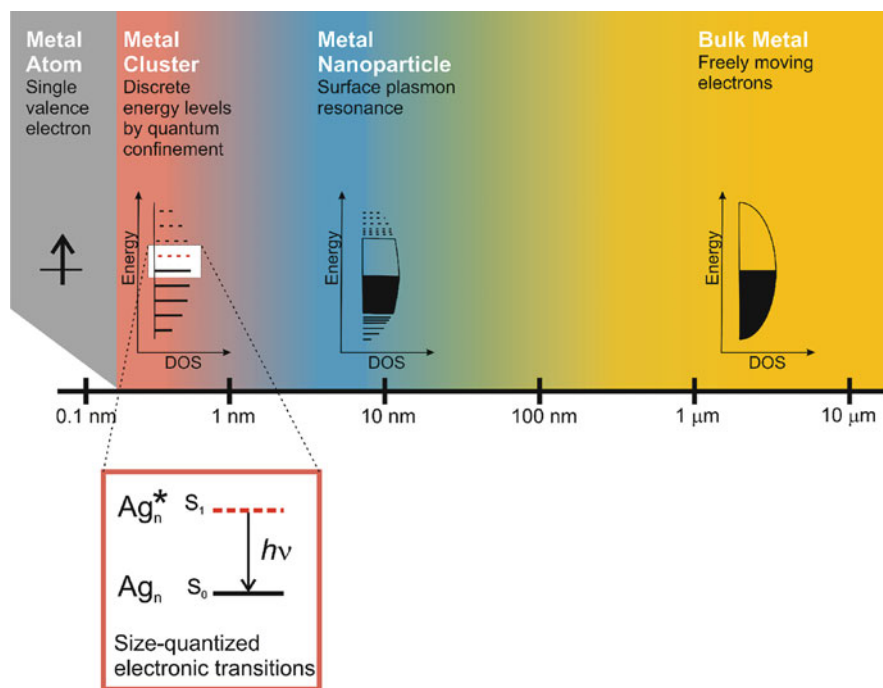 Metal
Atom
Single
valence
electron
Metal
Cluster
Discrete
energy levels
by quantum
confinement
Metal
Nanoparticle
Surface plasmon
resonance
Bulk Metal
Freely moving
electrons
Energy
DOS
Energy
DOS
Energy
DOS
0.1 nm
1 nm
10 nm
100 nm
1 μm
10 μm
Agₙ* S₁
hν
Agₙ S₀
Size-quantized
electronic transitions